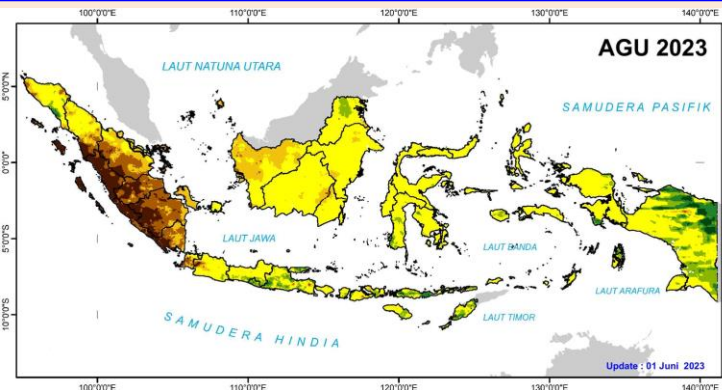 100°0'0"E 110°0'0"E 120°0'0"E 130°0'0"E 140°0'0"E
AGU 2023
LAUT NATUNA UTARA
SAMUDERA PASIFIK
5°0'0"N
0°0'0"
5°0'0"S
10°0'0"S
LAUT JAWA
LAUT BANDA
LAUT ARAFURA
SAMUDERA HINDIA
LAUT TIMOR
Update : 01 Juni 2023
100°0'0"E 110°0'0"E 120°0'0"E 130°0'0"E 140°0'0"E